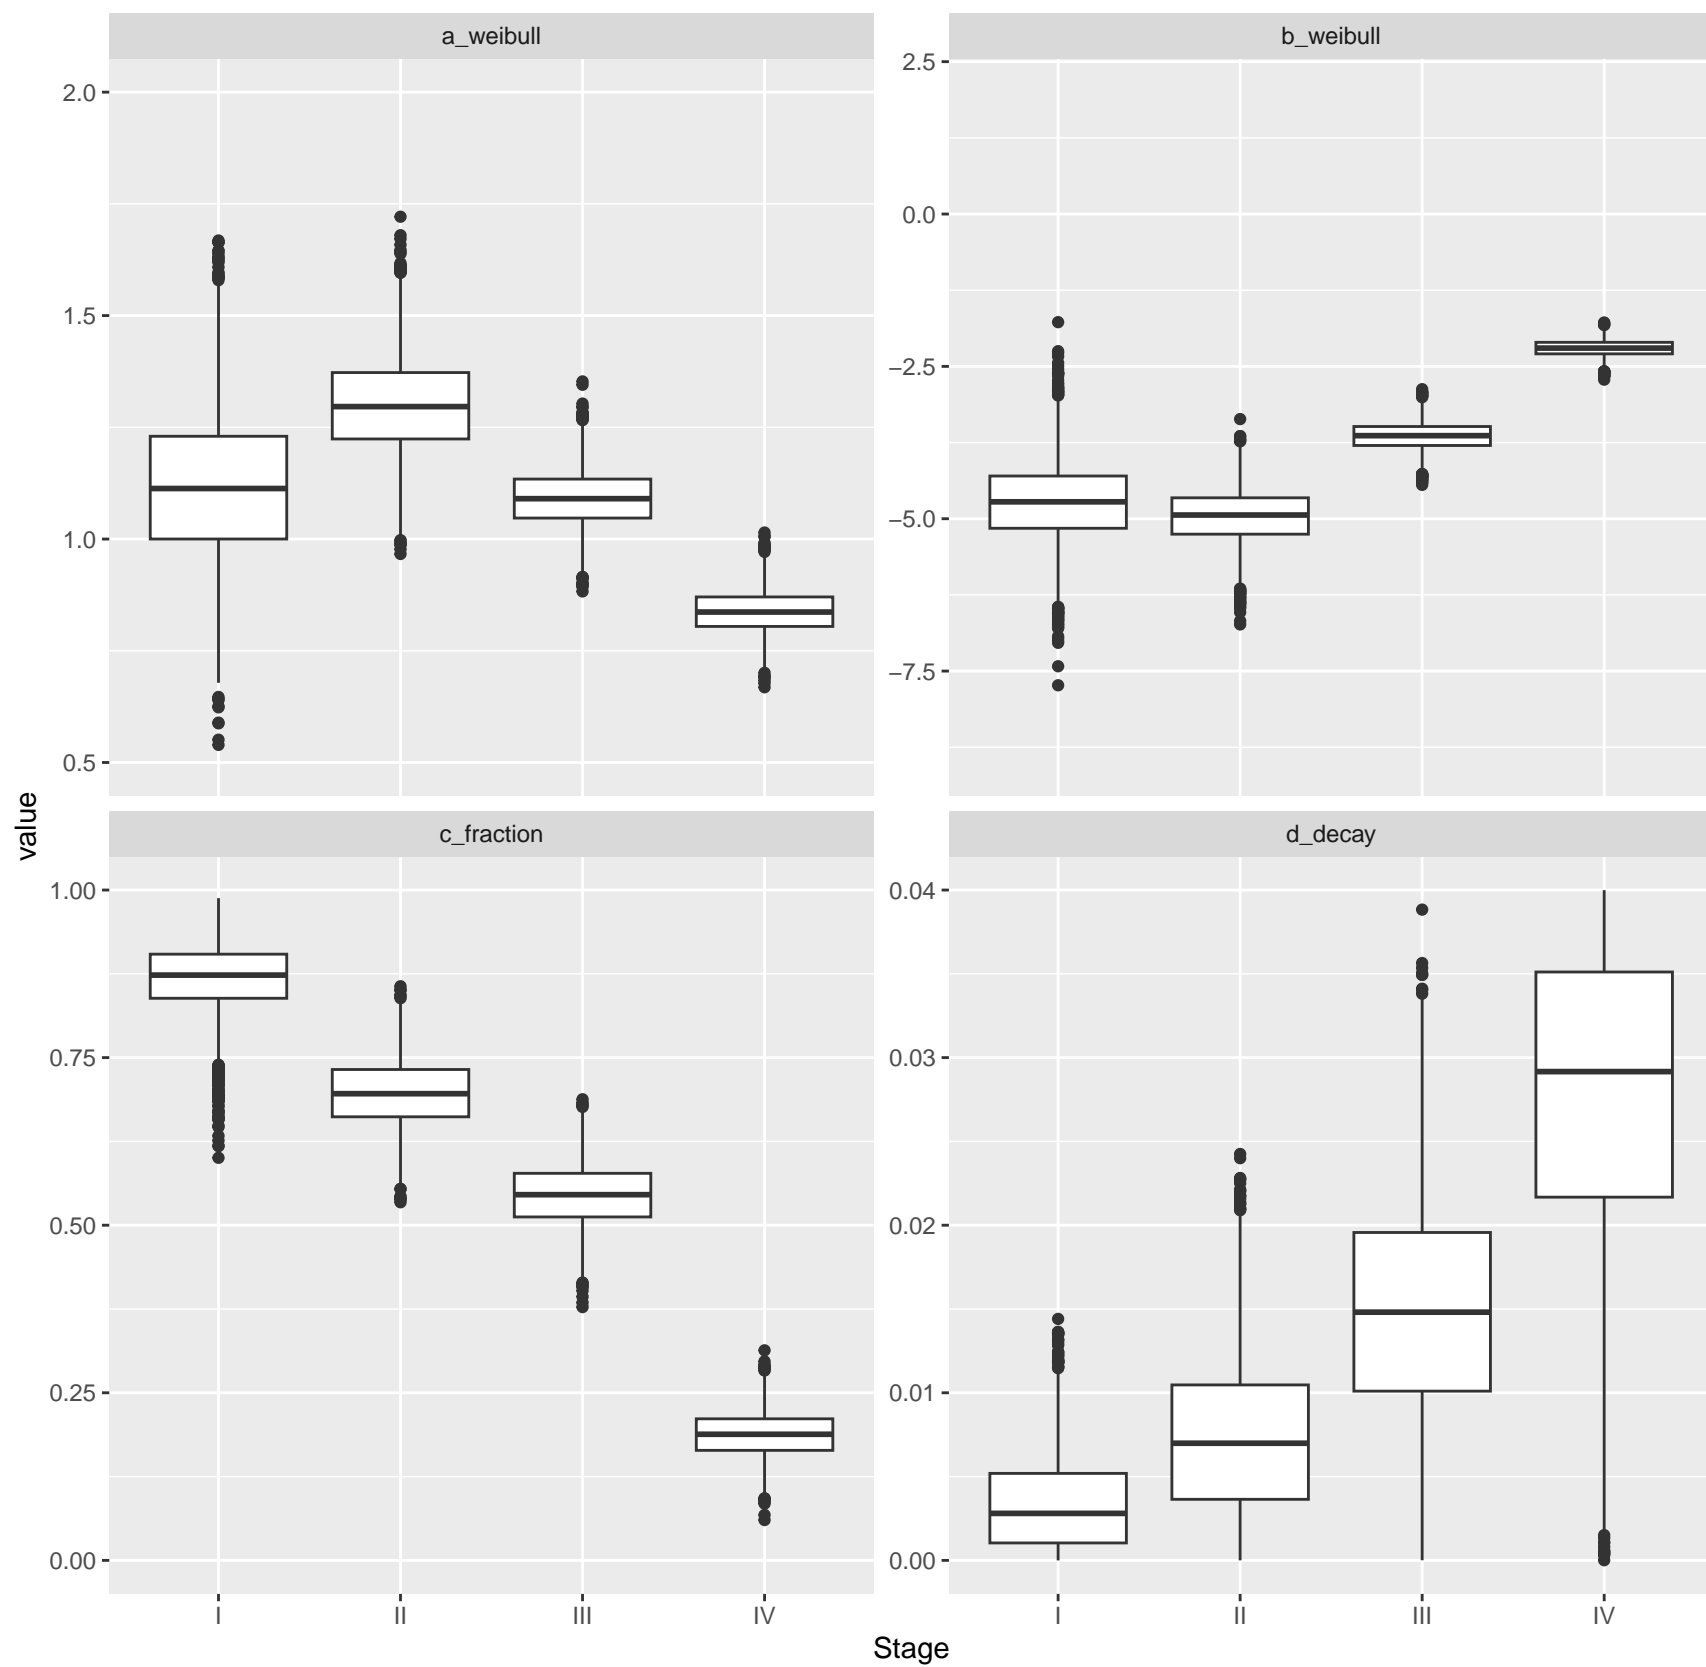 a_weibull
b_weibull
2.0
1.5
1.0
0.5
2.5
0.0
−2.5
−5.0
−7.5
value
c_fraction
d_decay
1.00
0.75
0.50
0.25
0.00
0.04
0.03
0.02
0.01
0.00
I II III IV
I II III IV
Stage